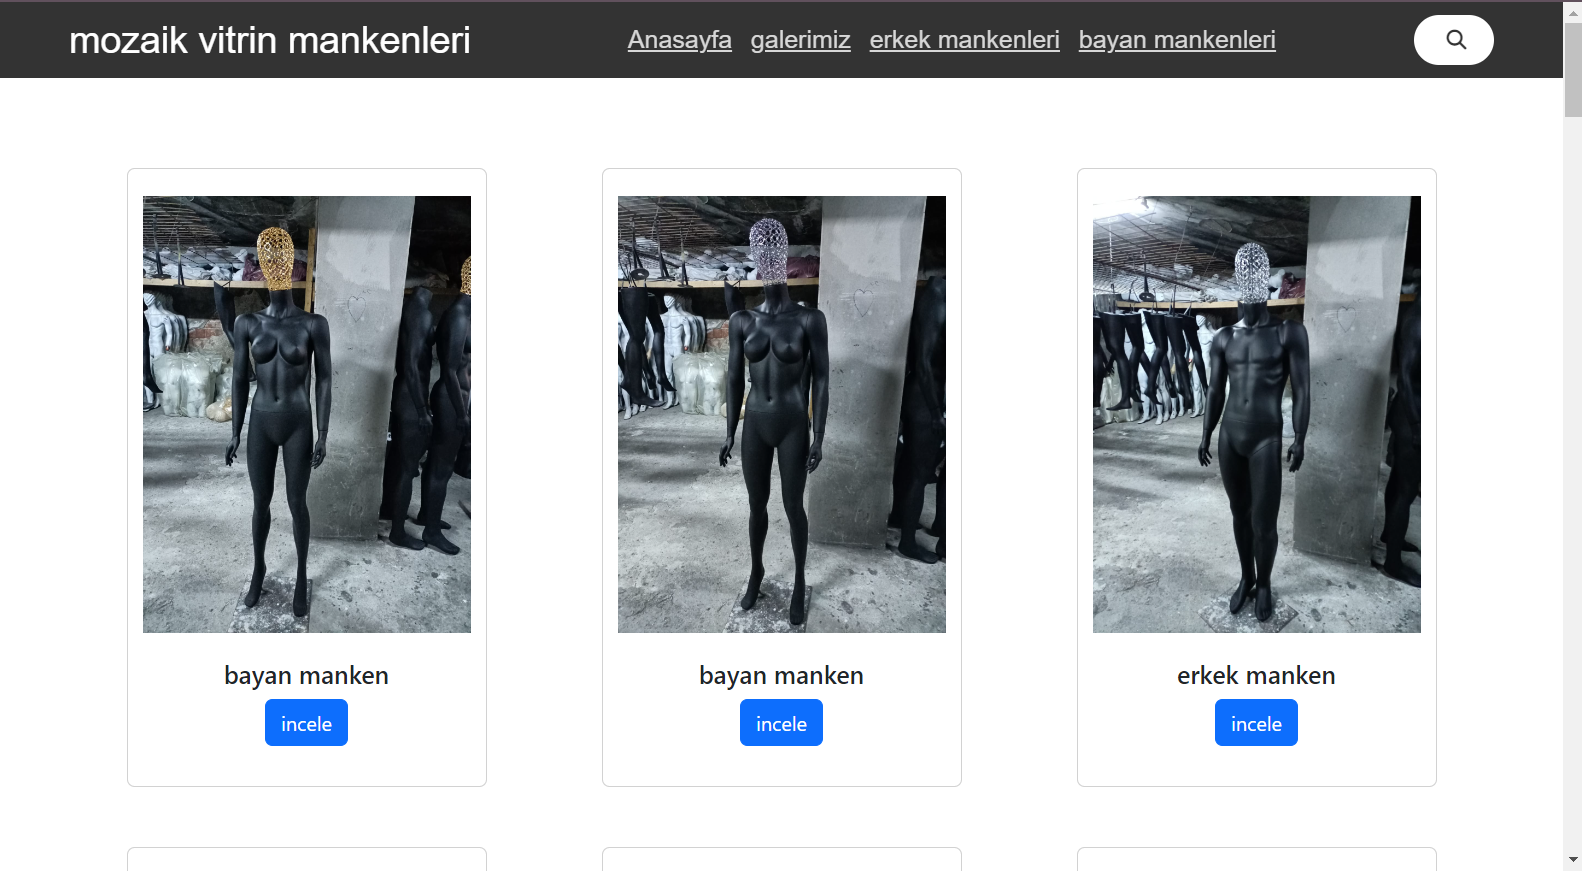 mozaik vitrin mankenleri
Anasayfa galerimiz erkek mankenleri bayan mankenleri
bayan manken
incele
bayan manken
incele
erkek manken
incele